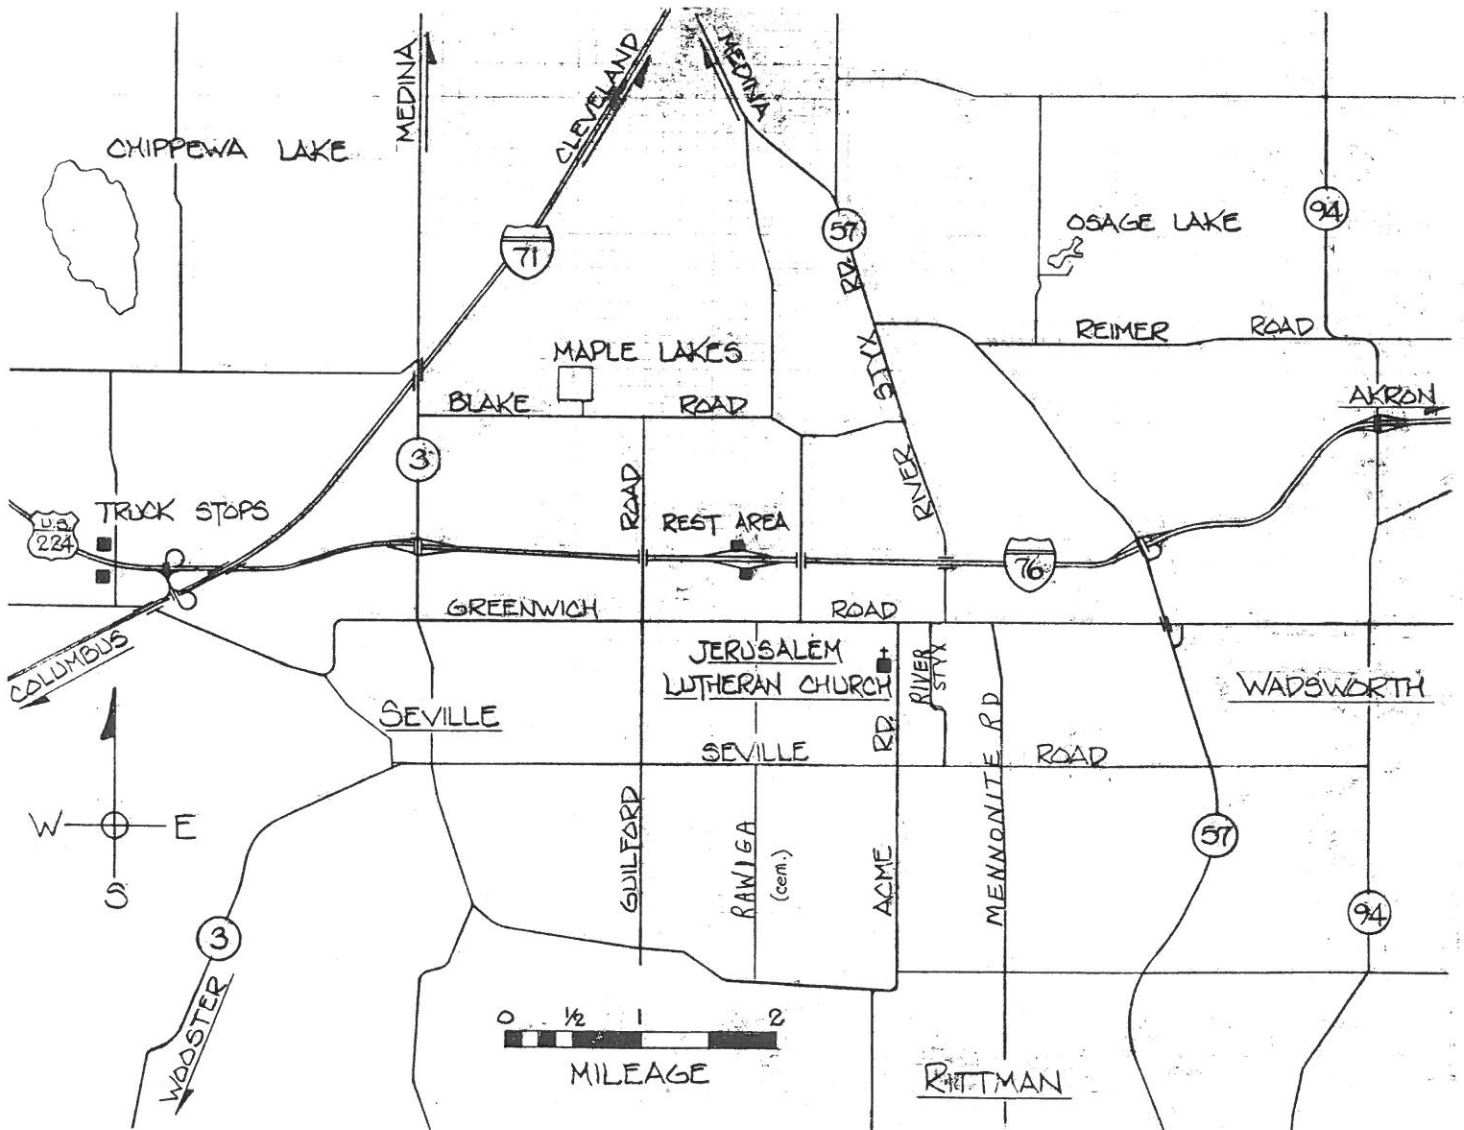 MEDINA
CLEVELAND
MEDINA
CHIPPEWA LAKE
94
57
OSAGE LAKE
71
RD.
REIMER ROAD
STYX
MAPLE LAKES
BLAKE ROAD
AKRON
3
RIVER
ROAD
TRUCK STOPS
U.S.
224
REST AREA
76
GREENWICH ROAD
COLUMBUS
JERUSALEM
LUTHERAN CHURCH
RIVER
STYX
WADSWORTH
SEVILLE
MENNONITE RD
RD.
SEVILLE ROAD
W E
S
GUILFORD
RAWIGA
(cem.)
ACME
57
94
3
WOOSTER
0 1/2 1 2
MILEAGE
RITTMAN